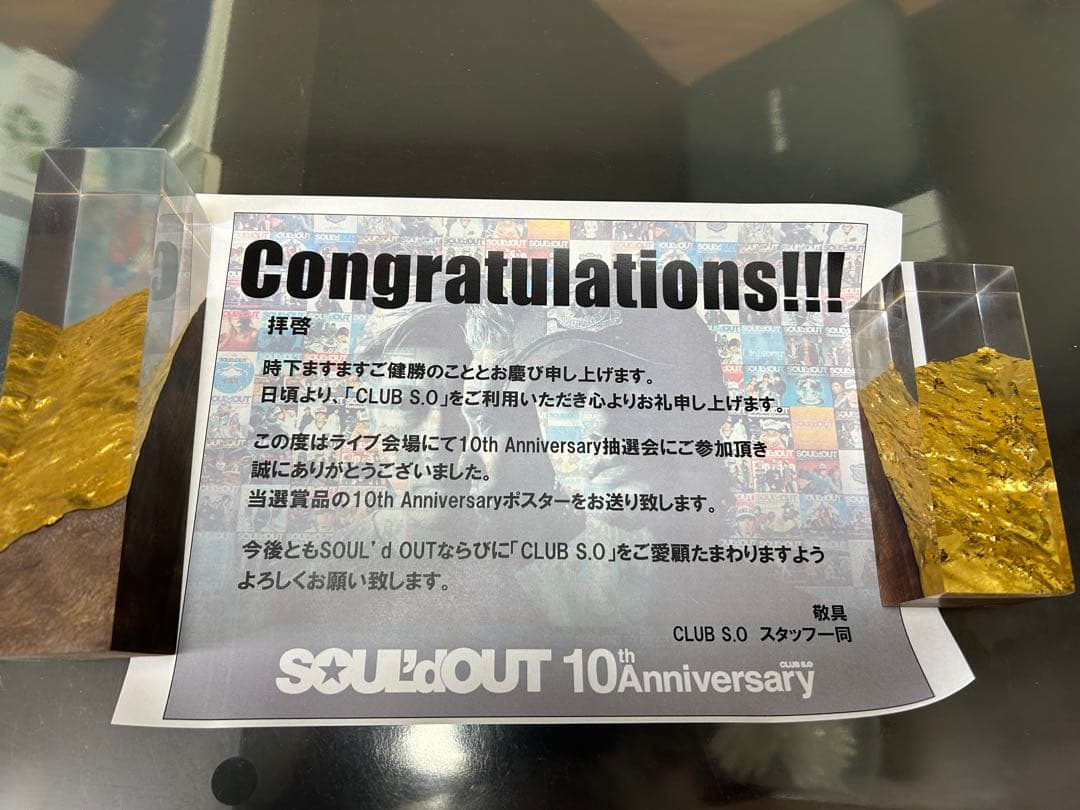 Congratulations!!!
拝啓
時下ますますご健勝のこととお慶び申し上げます。
日頃より、「CLUB S.O」をご利用いただき心よりお礼申し上げます。
この度はライブ会場にて10th Anniversary抽選会にご参加頂き
誠にありがとうございました。
当選賞品の10th Anniversaryポスターをお送り致します。
今後ともSOUL'd OUTならびに「CLUB S.O」をご愛顧たまわりますよう
よろしくお願い致します。
敬具
CLUB S.O スタッフ一同
SOUL'dOUT 10th Anniversary
CLUB S.O